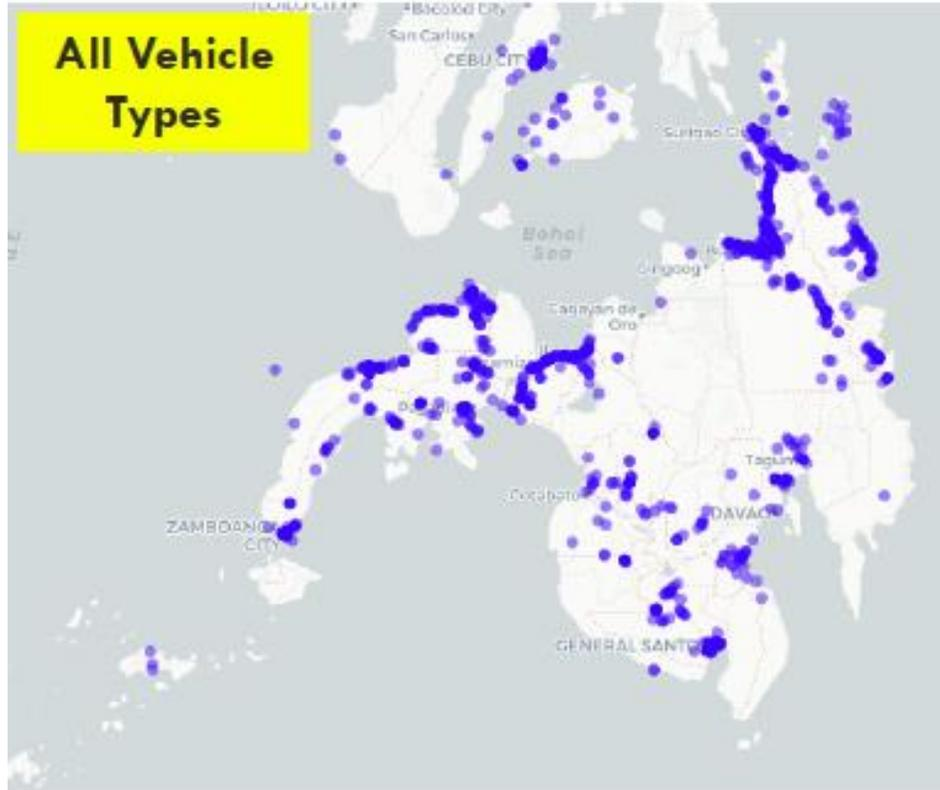 All Vehicle
Types
Bacolod City
San Carlos
CEBU CITY
Surigao City
Bohol
Sea
Gingoog
Cagayan de
Oro
Tagum
Cotabato
DAVAO
ZAMBOANGA
CITY
GENERAL SANTOS